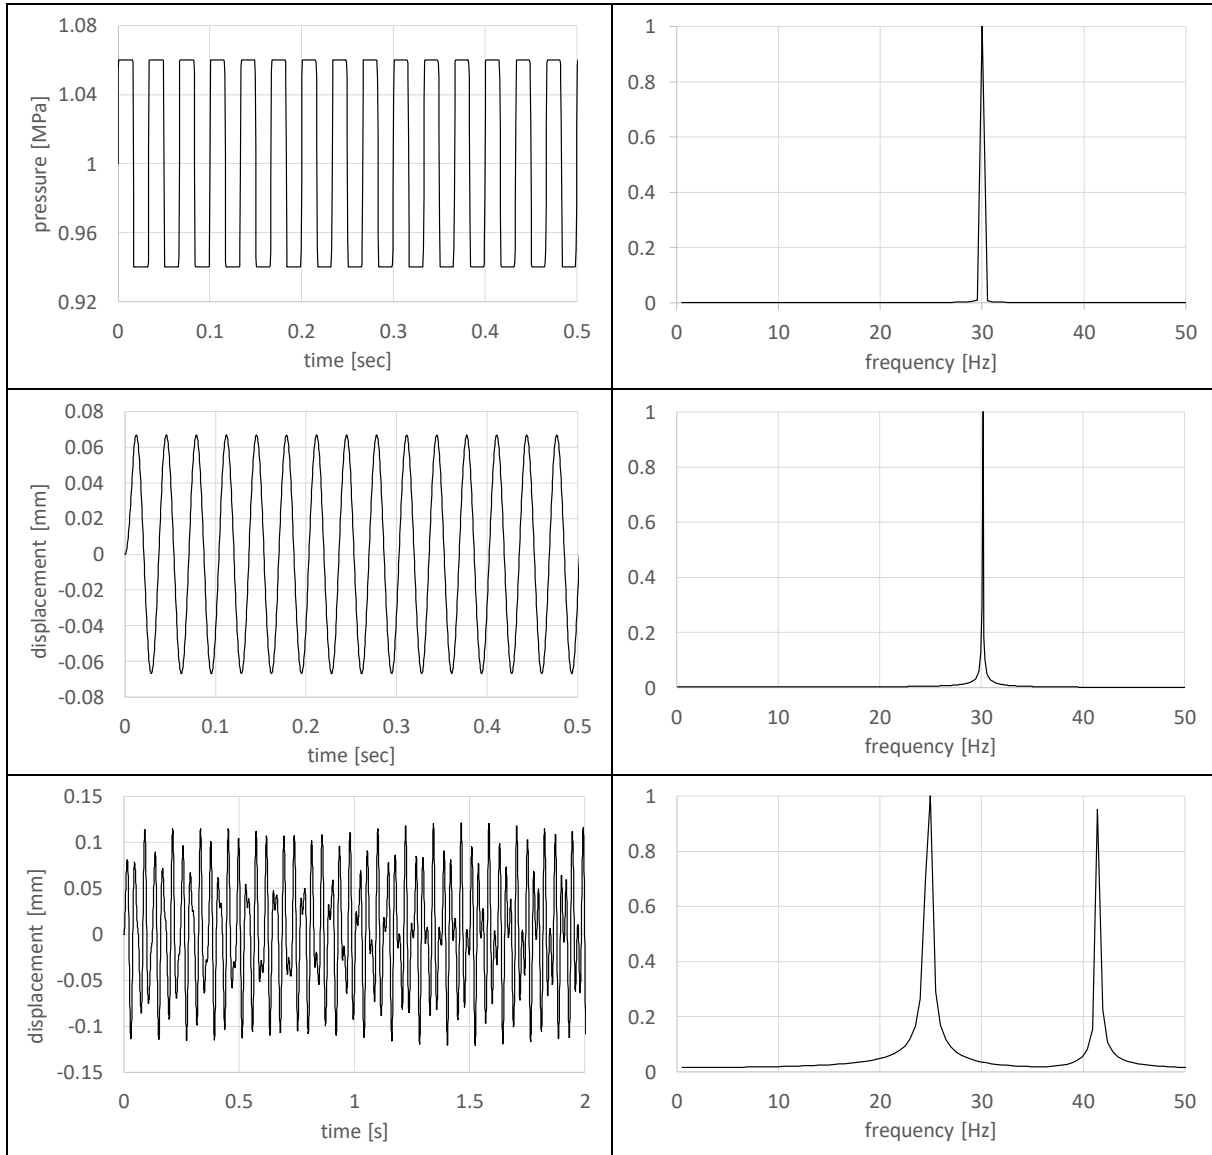 1.08
1.04
1
0.96
0.92
pressure [MPa]
0 0.1 0.2 0.3 0.4 0.5
time [sec]
1
0.8
0.6
0.4
0.2
0
0 10 20 30 40 50
frequency [Hz]
0.08
0.06
0.04
0.02
0
-0.02
-0.04
-0.06
-0.08
displacement [mm]
0 0.1 0.2 0.3 0.4 0.5
time [sec]
1
0.8
0.6
0.4
0.2
0
0 10 20 30 40 50
frequency [Hz]
0.15
0.1
0.05
0
-0.05
-0.1
-0.15
displacement [mm]
0 0.5 1 1.5 2
time [s]
1
0.8
0.6
0.4
0.2
0
0 10 20 30 40 50
frequency [Hz]